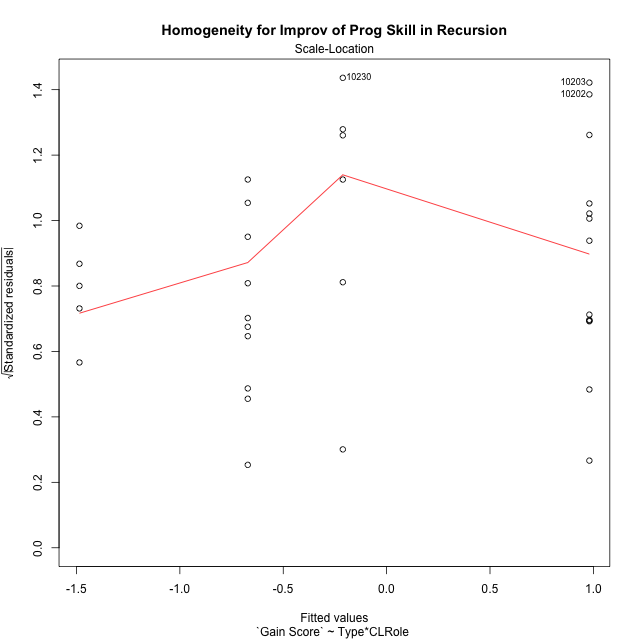 Homogeneity for Improv of Prog Skill in Recursion
Scale-Location
√|Standardized residuals|
1.4
1.2
1.0
0.8
0.6
0.4
0.2
0.0
10230
10203
10202
-1.5 -1.0 -0.5 0.0 0.5 1.0
Fitted values
`Gain Score` ~ Type*CLRole